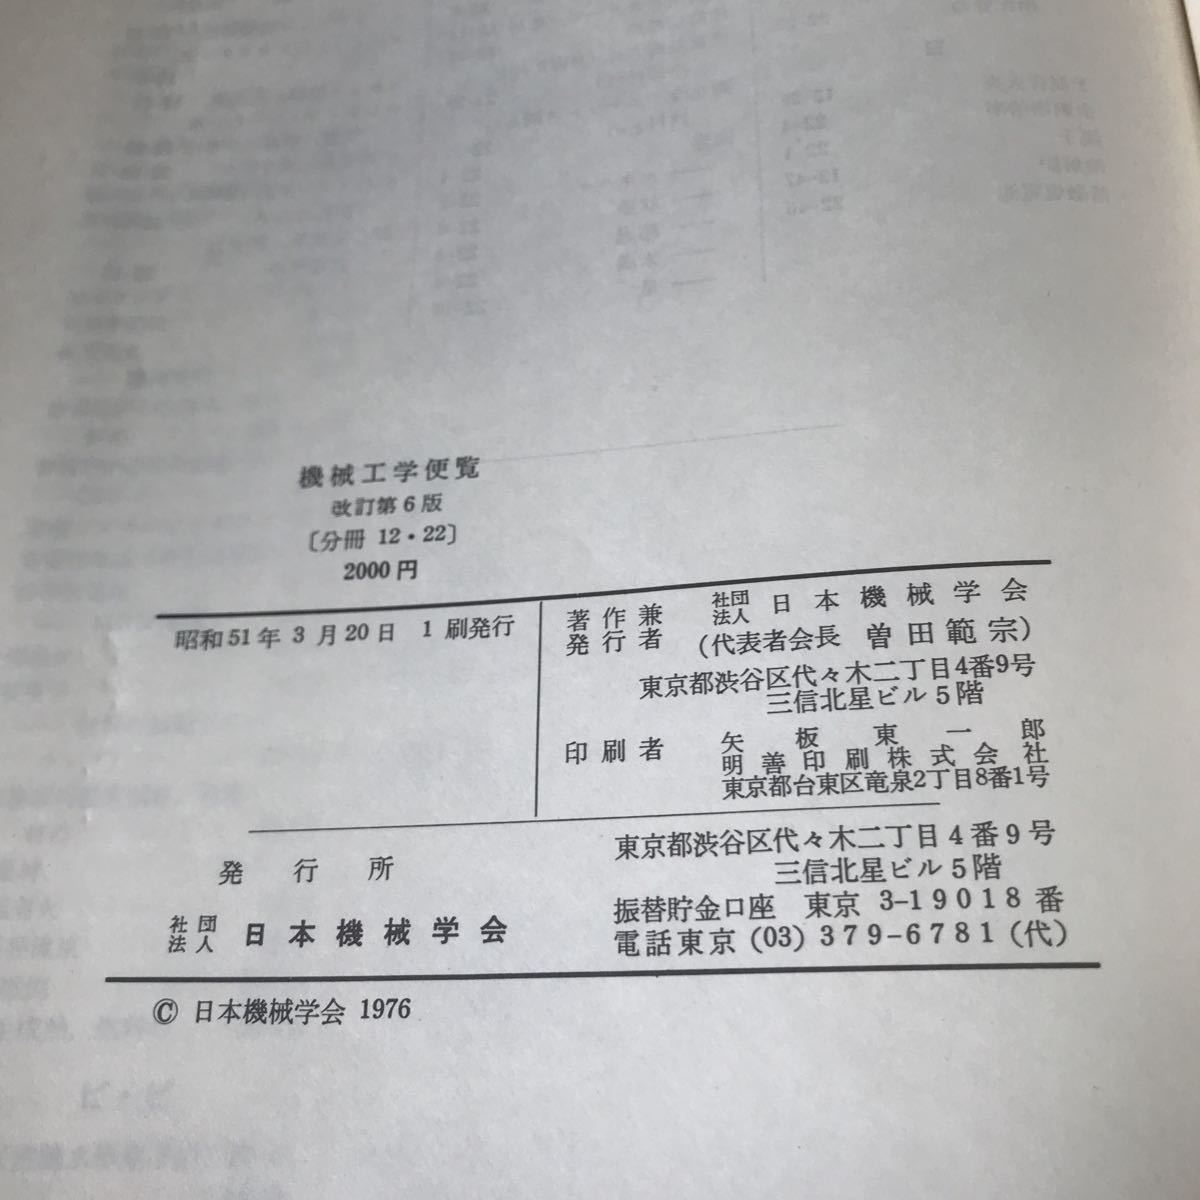 機械工学便覧
改訂第6版
〔分冊 12・22〕
2000円
昭和51年 3月20日 1刷発行
著作兼発行者 社団法人 日本機械学会
(代表者会長 曽田範宗)
東京都渋谷区代々木二丁目4番9号
三信北星ビル5階
印刷者 矢板東一郎
明善印刷株式会社
東京都台東区竜泉2丁目8番1号
発行所
社団法人 日本機械学会
東京都渋谷区代々木二丁目4番9号
三信北星ビル5階
振替貯金口座 東京 3-19018番
電話東京 (03) 379-6781 (代)
© 日本機械学会 1976